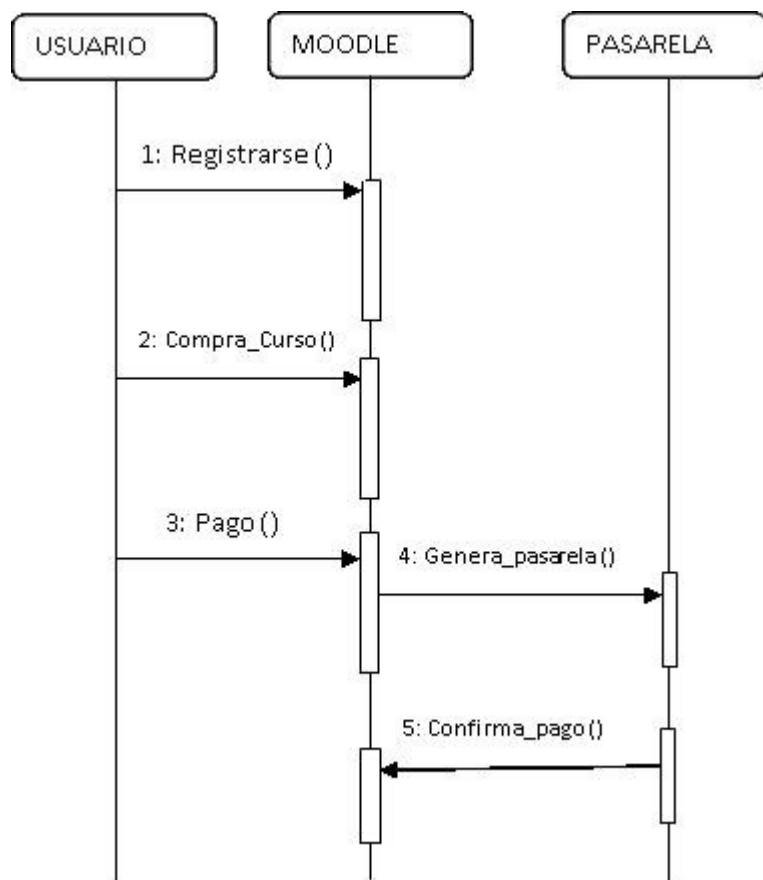 USUARIO
MOODLE
PASARELA
1: Registrarse()
2: Compra_Curso()
3: Pago()
4: Genera_pasarela()
5: Confirma_pago()